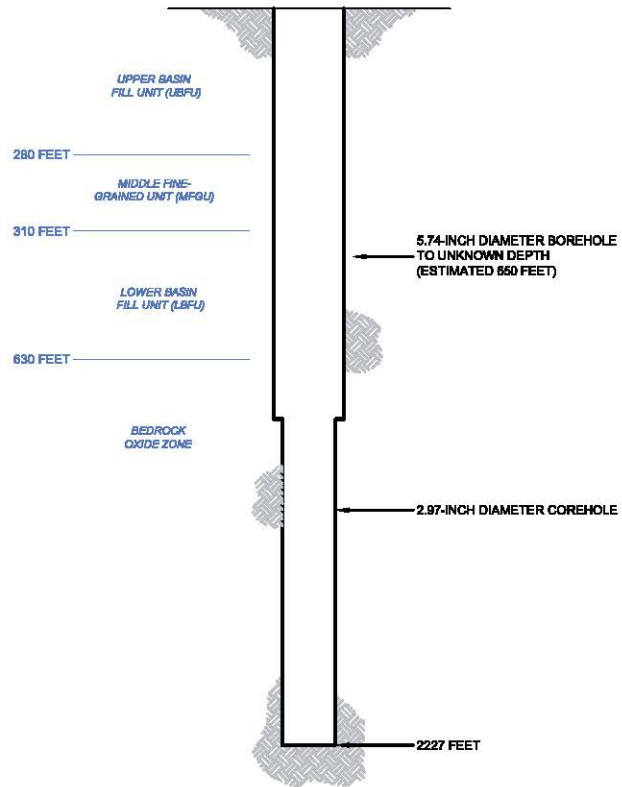 UPPER BASIN
FILL UNIT (UBFU)
280 FEET
MIDDLE FINE-
GRAINED UNIT (MFGU)
310 FEET
5.74-INCH DIAMETER BOREHOLE
TO UNKNOWN DEPTH
(ESTIMATED 650 FEET)
LOWER BASIN
FILL UNIT (LBFU)
630 FEET
BEDROCK
OXIDE ZONE
2.97-INCH DIAMETER COREHOLE
2227 FEET